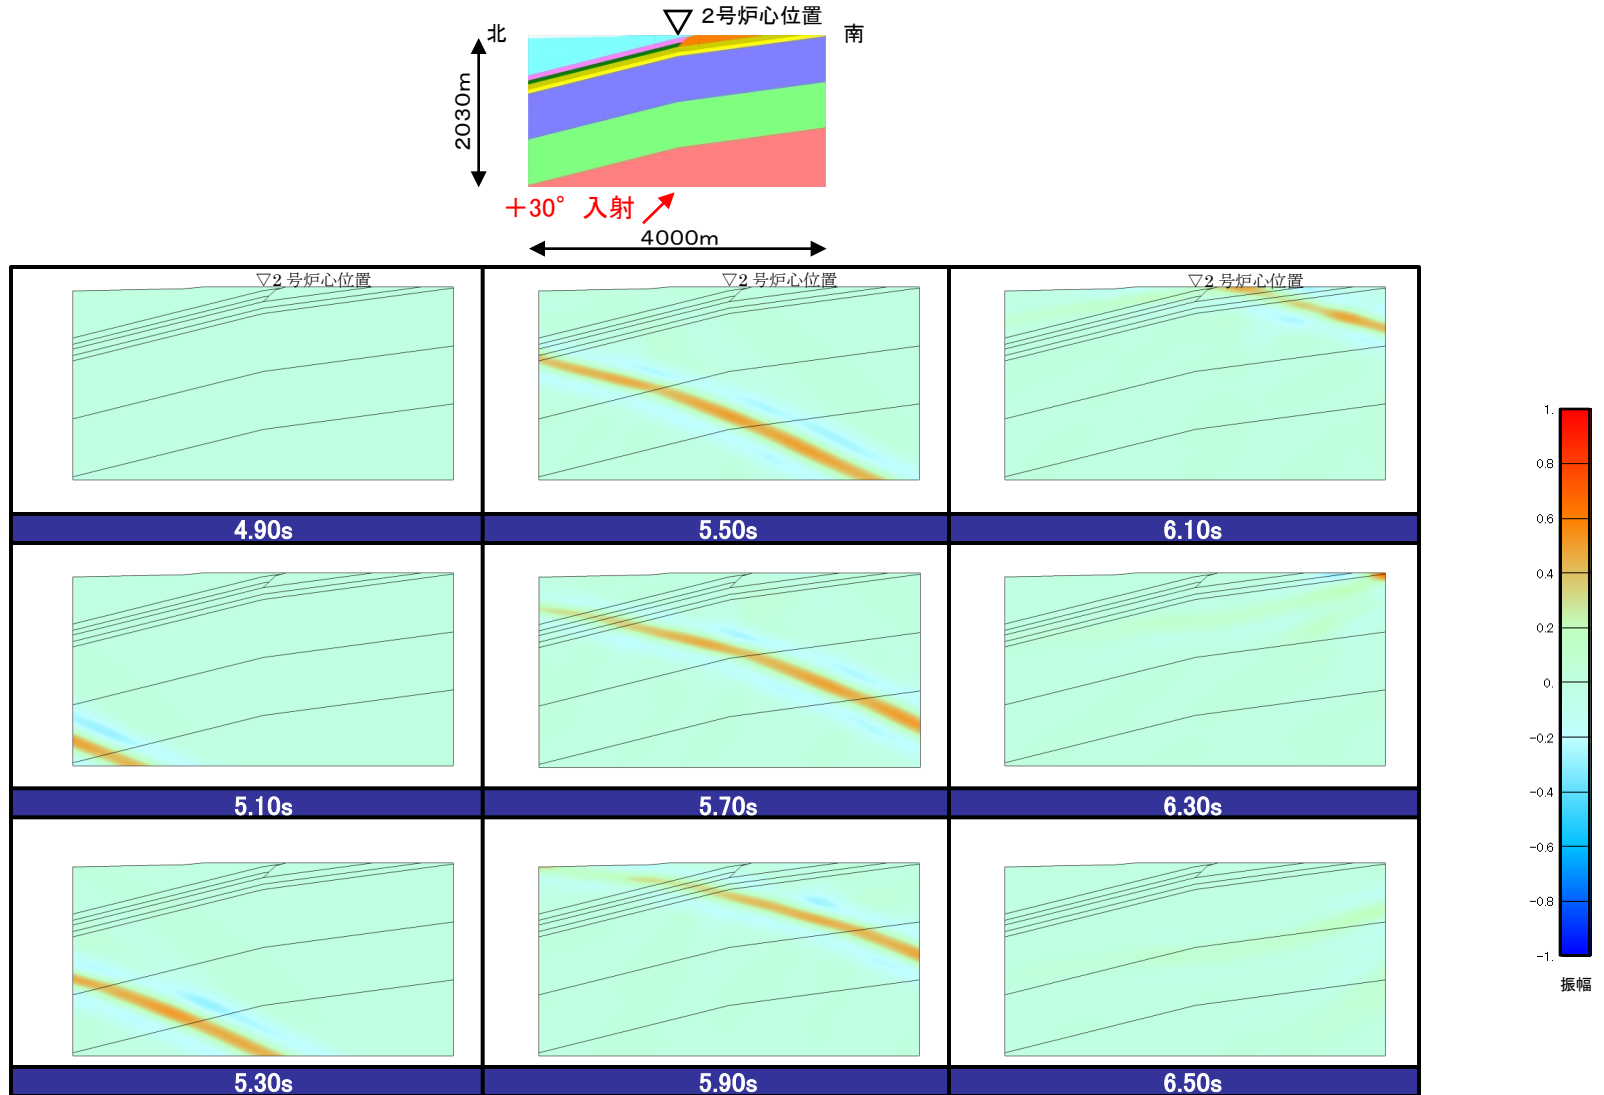 2号炉心位置
北
南
2030m
+30° 入射
4000m
▽2 号炉心位置
▽2 号炉心位置
▽2 号炉心位置
4.90s
5.50s
6.10s
5.10s
5.70s
6.30s
5.30s
5.90s
6.50s
1.
0.8
0.6
0.4
0.2
0.
-0.2
-0.4
-0.6
-0.8
-1.
振幅